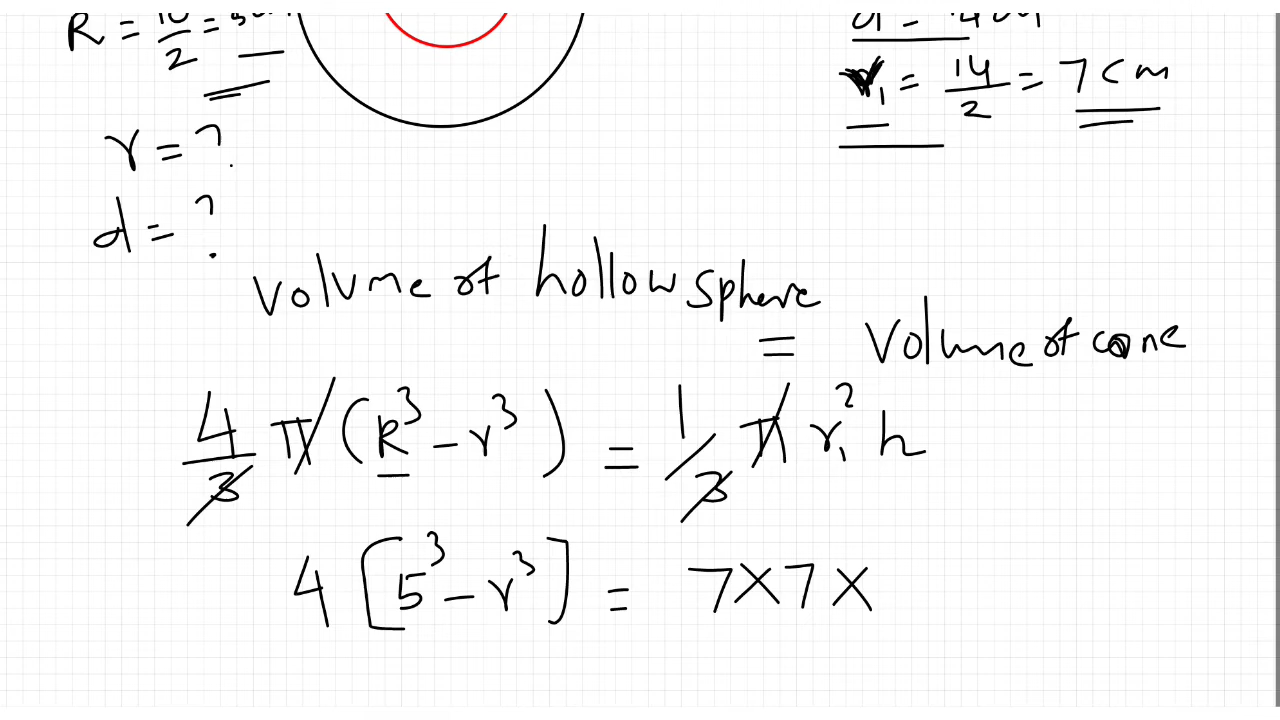 R = 10/2 = 5cm
r₁ = 14/2 = 7 cm
r = ?
d = ?
Volume of hollow sphere
= Volume of cone
4/3 π (R³ - r³) = 1/3 π r₁² h
4 [5³ - r³] = 7×7×